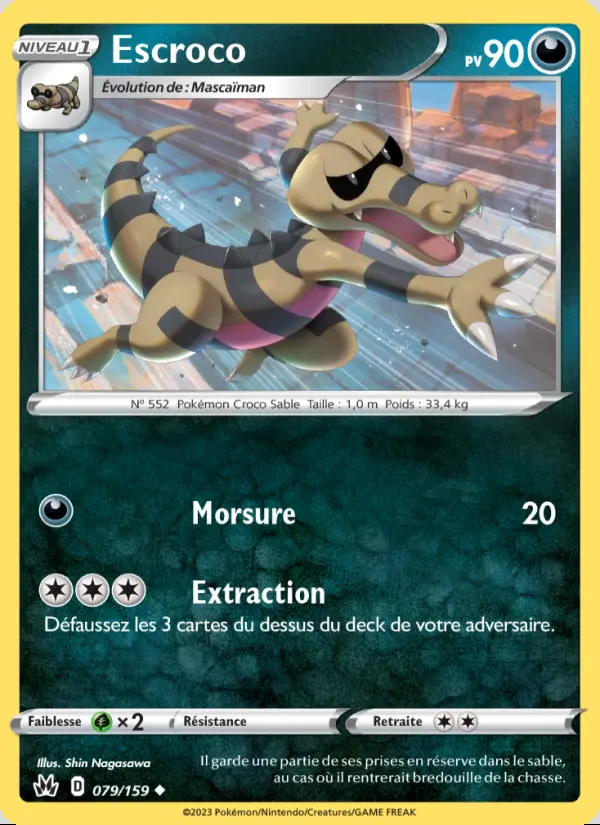 NIVEAU 1
Escroco
PV 90
Évolution de : Mascaïman
N° 552 Pokémon Croco Sable Taille : 1,0 m Poids : 33,4 kg
Morsure 20
Extraction
Défaussez les 3 cartes du dessus du deck de votre adversaire.
Faiblesse ×2 Résistance Retraite
Illus. Shin Nagasawa
Il garde une partie de ses prises en réserve dans le sable,
au cas où il rentrerait bredouille de la chasse.
D 079/159
©2023 Pokémon/Nintendo/Creatures/GAME FREAK